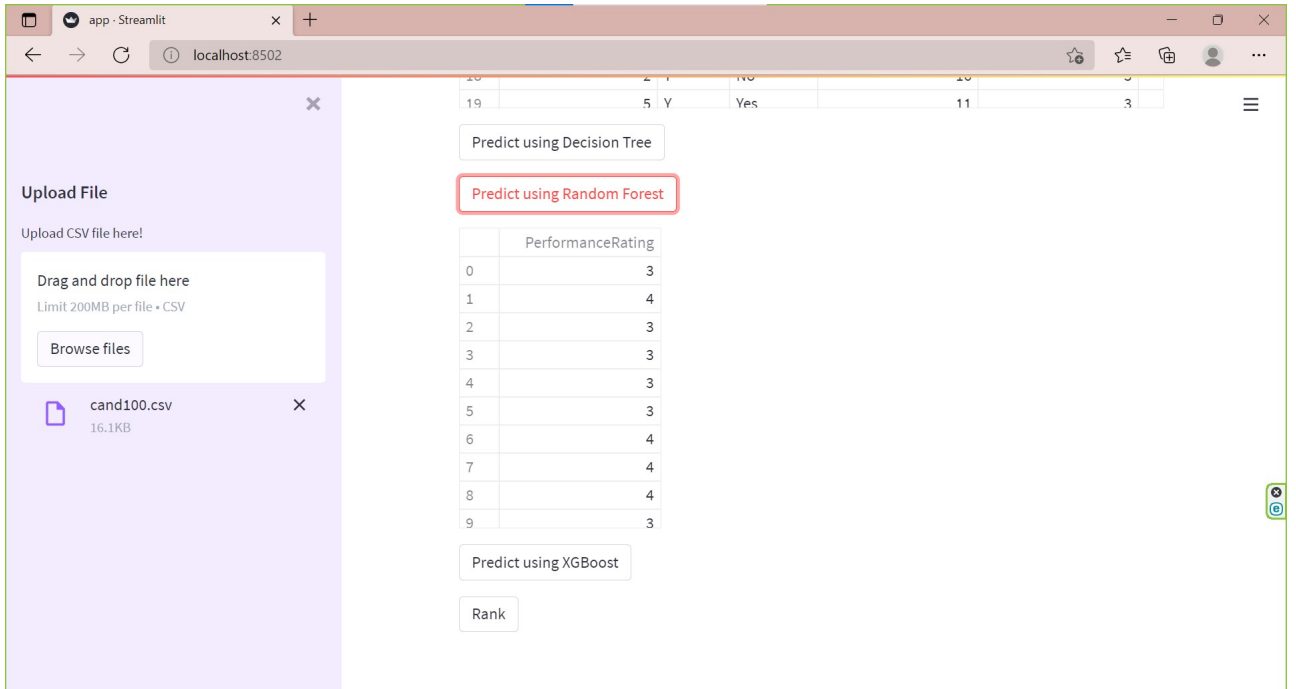 app · Streamlit
localhost:8502
19 5 Y Yes 11 3
Predict using Decision Tree
Predict using Random Forest
PerformanceRating
0 3
1 4
2 3
3 3
4 3
5 3
6 4
7 4
8 4
9 3
Predict using XGBoost
Rank
Upload File
Upload CSV file here!
Drag and drop file here
Limit 200MB per file • CSV
Browse files
cand100.csv
16.1KB